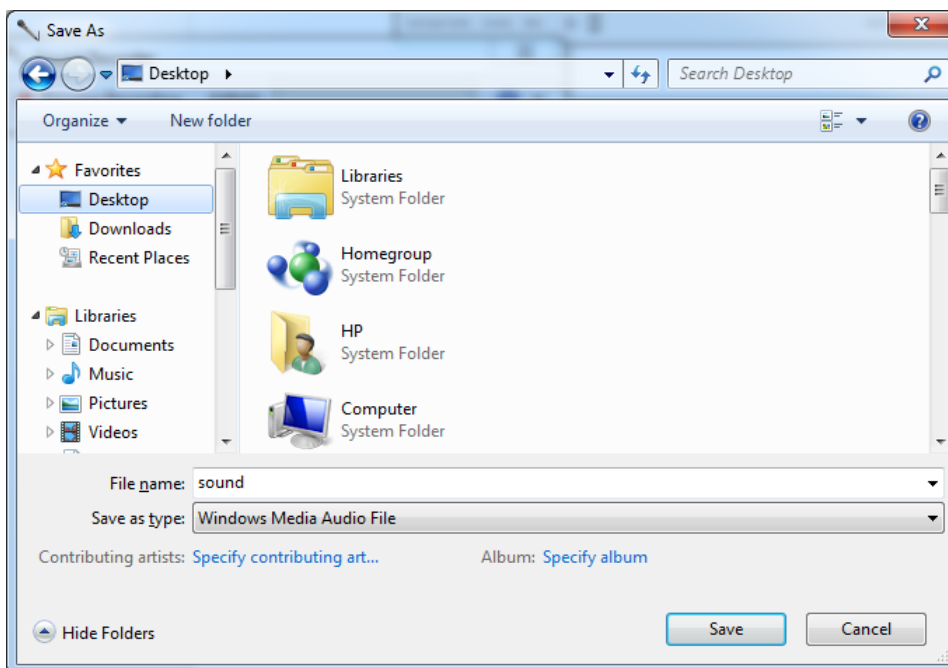 Save As
Desktop
Search Desktop
Organize
New folder
Favorites
Desktop
Downloads
Recent Places
Libraries
Documents
Music
Pictures
Videos
Libraries
System Folder
Homegroup
System Folder
HP
System Folder
Computer
System Folder
File name: sound
Save as type: Windows Media Audio File
Contributing artists: Specify contributing art... Album: Specify album
Hide Folders
Save
Cancel